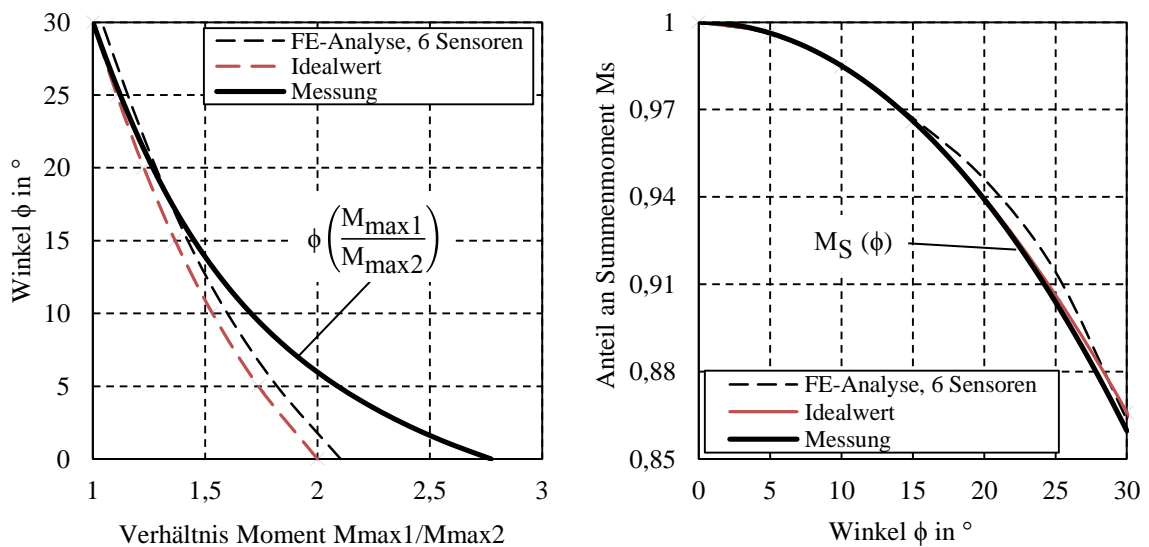 30
25
20
15
10
5
0
Winkel ϕ in °
FE-Analyse, 6 Sensoren
Idealwert
Messung
ϕ(Mmax1/Mmax2)
1
1,5
2
2,5
3
Verhältnis Moment Mmax1/Mmax2
1
0,97
0,94
0,91
0,88
0,85
Anteil an Summenmoment Ms
MS (ϕ)
FE-Analyse, 6 Sensoren
Idealwert
Messung
0
5
10
15
20
25
30
Winkel ϕ in °